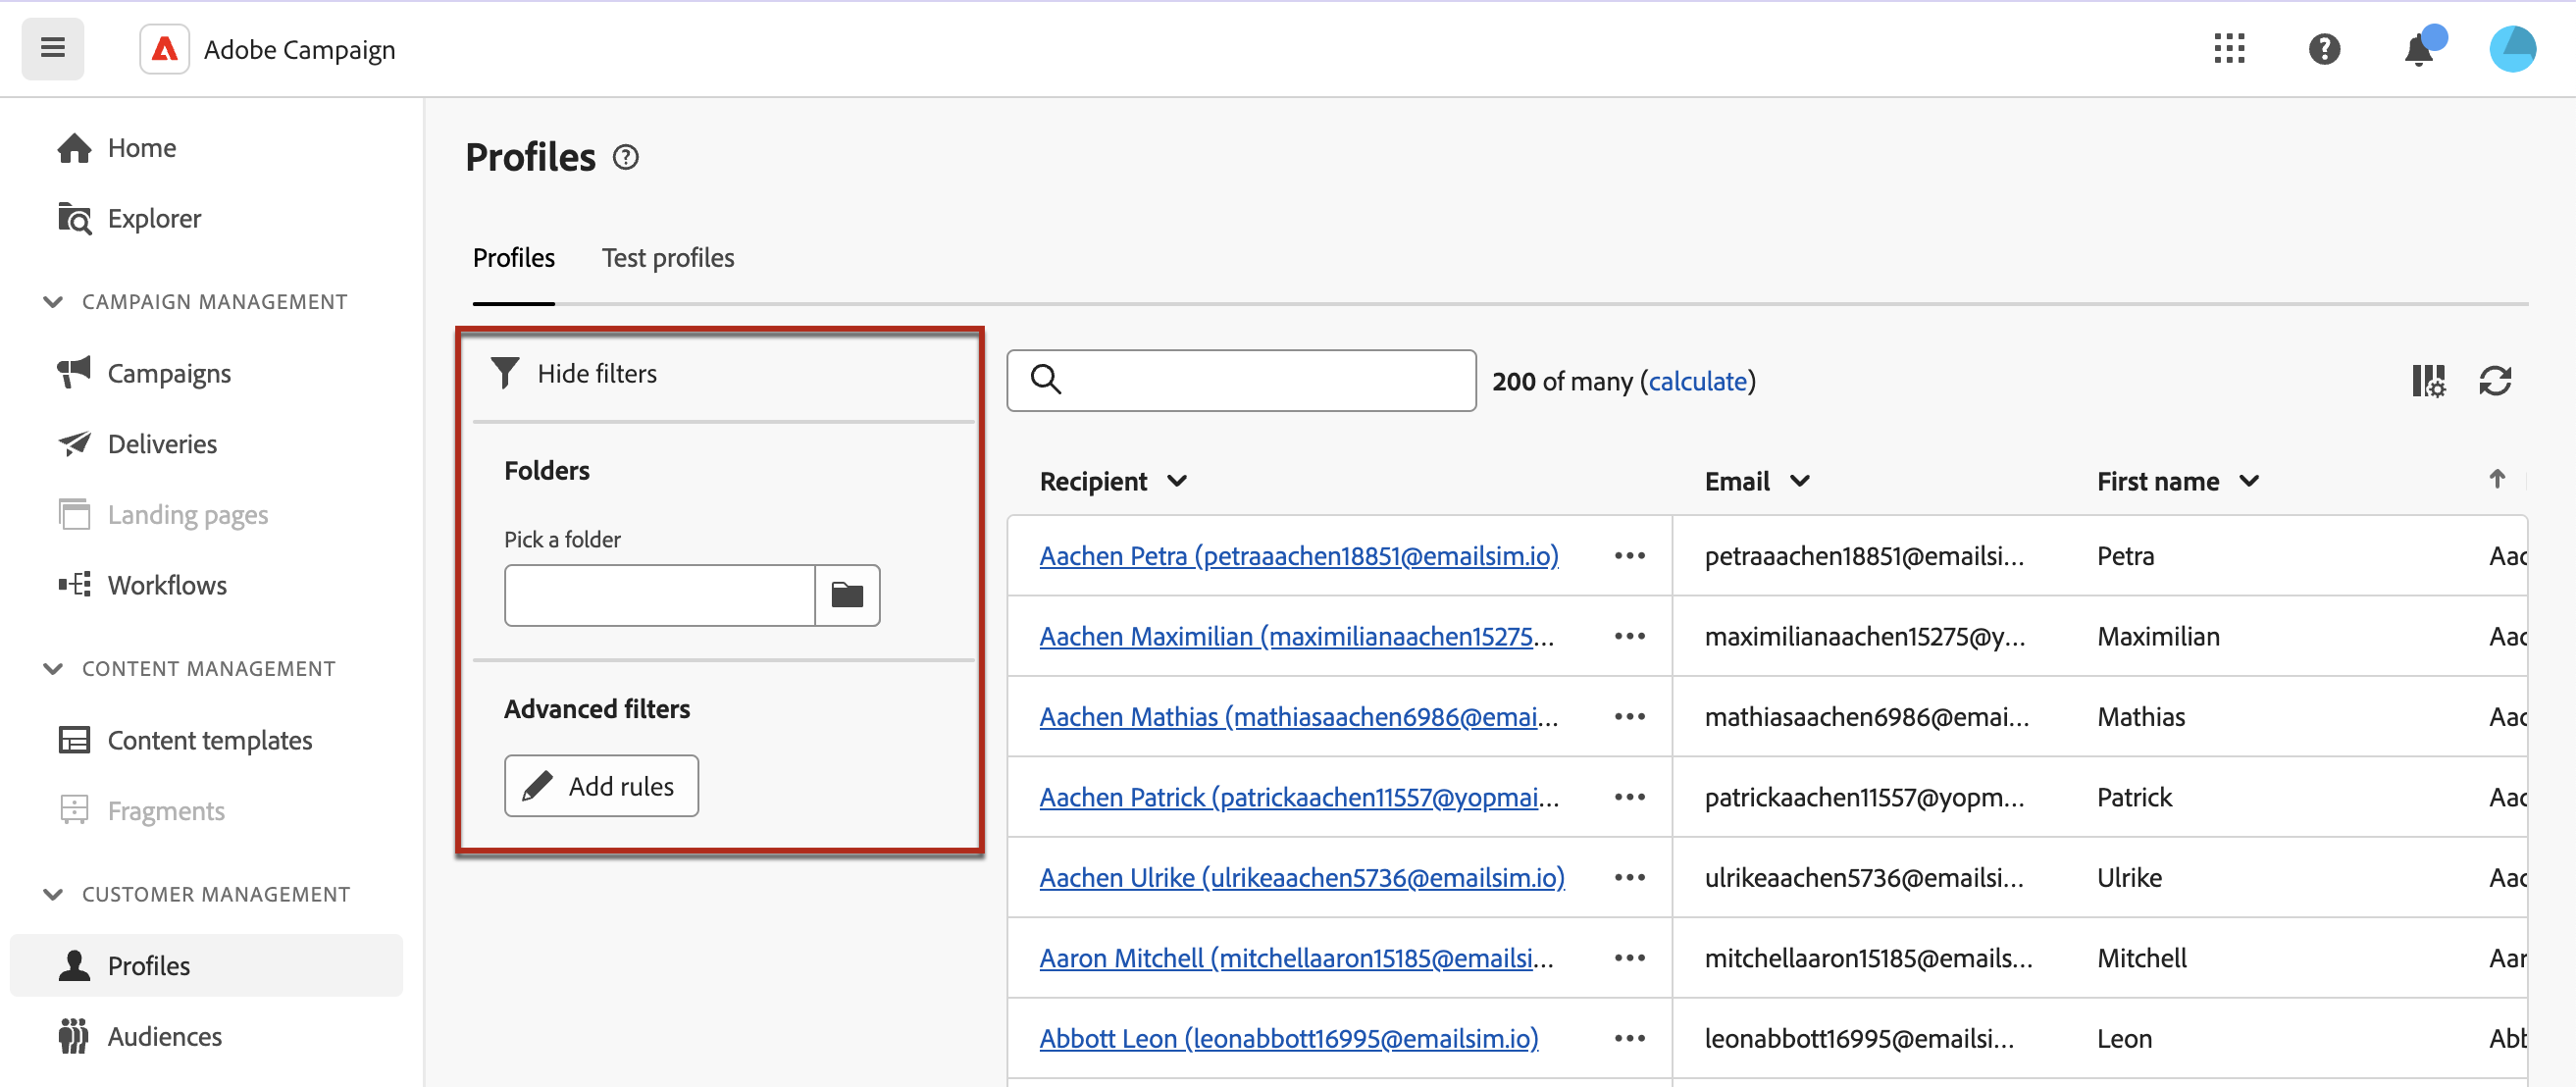 Adobe Campaign
Home
Explorer
CAMPAIGN MANAGEMENT
Campaigns
Deliveries
Landing pages
Workflows
CONTENT MANAGEMENT
Content templates
Fragments
CUSTOMER MANAGEMENT
Profiles
Audiences
Profiles
Profiles Test profiles
Hide filters
Folders
Pick a folder
Advanced filters
Add rules
200 of many (calculate)
Recipient Email First name
Aachen Petra (petraaachen18851@emailsim.io) petraaachen18851@emailsi... Petra Aac
Aachen Maximilian (maximilianaachen15275... maximilianaachen15275@y... Maximilian Aac
Aachen Mathias (mathiasaachen6986@emai... mathiasaachen6986@emai... Mathias Aac
Aachen Patrick (patrickaachen11557@yopmai... patrickaachen11557@yopm... Patrick Aac
Aachen Ulrike (ulrikeaachen5736@emailsim.io) ulrikeaachen5736@emailsi... Ulrike Aac
Aaron Mitchell (mitchellaaron15185@emailsi... mitchellaaron15185@emails... Mitchell Aar
Abbott Leon (leonabbott16995@emailsim.io) leonabbott16995@emailsi... Leon Abb